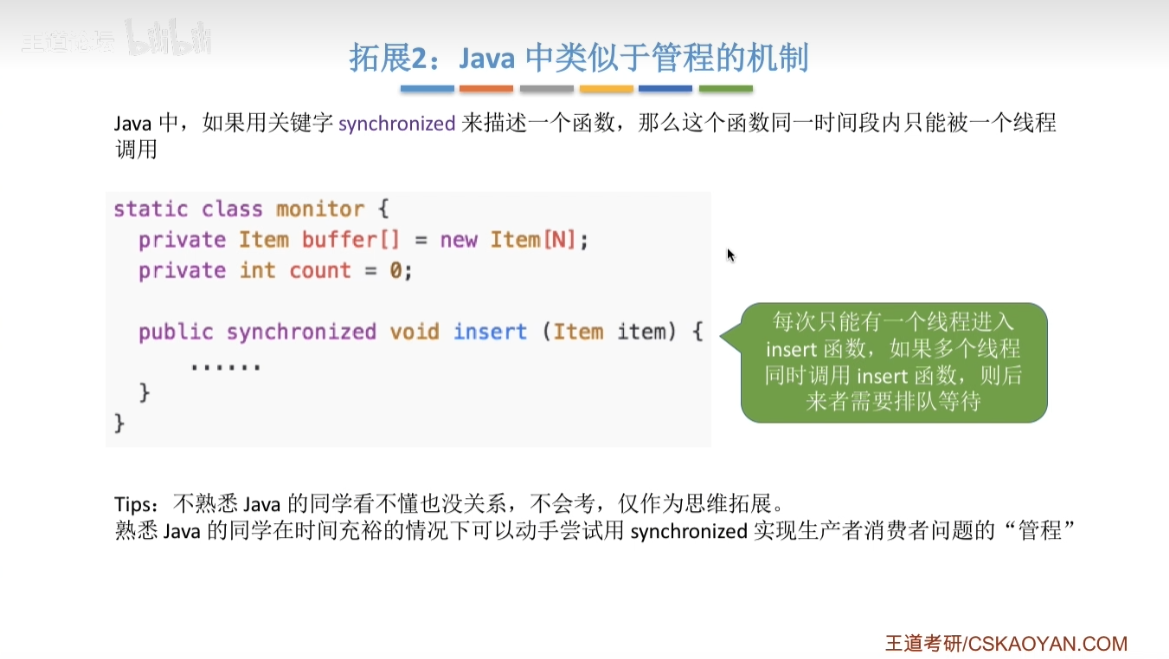 王道论坛 bilibili
拓展2：Java 中类似于管程的机制
Java 中，如果用关键字 synchronized 来描述一个函数，那么这个函数同一时间段内只能被一个线程
调用
static class monitor {
private Item buffer[] = new Item[N];
private int count = 0;
public synchronized void insert (Item item) {
......
}
}
每次只能有一个线程进入
insert 函数，如果多个线程
同时调用 insert 函数，则后
来者需要排队等待
Tips：不熟悉 Java 的同学看不懂也没关系，不会考，仅作为思维拓展。
熟悉 Java 的同学在时间充裕的情况下可以动手尝试用 synchronized 实现生产者消费者问题的“管程”
王道考研/CSKAOYAN.COM